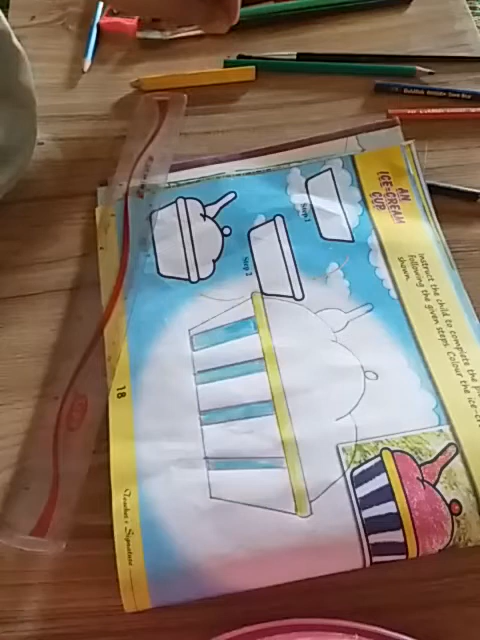 AN
ICE-CREAM
CUP
Instruct the child to complete the
following the given steps. Colour the ice-
shown.
Step 1
Step 2
18
Teacher's Signature